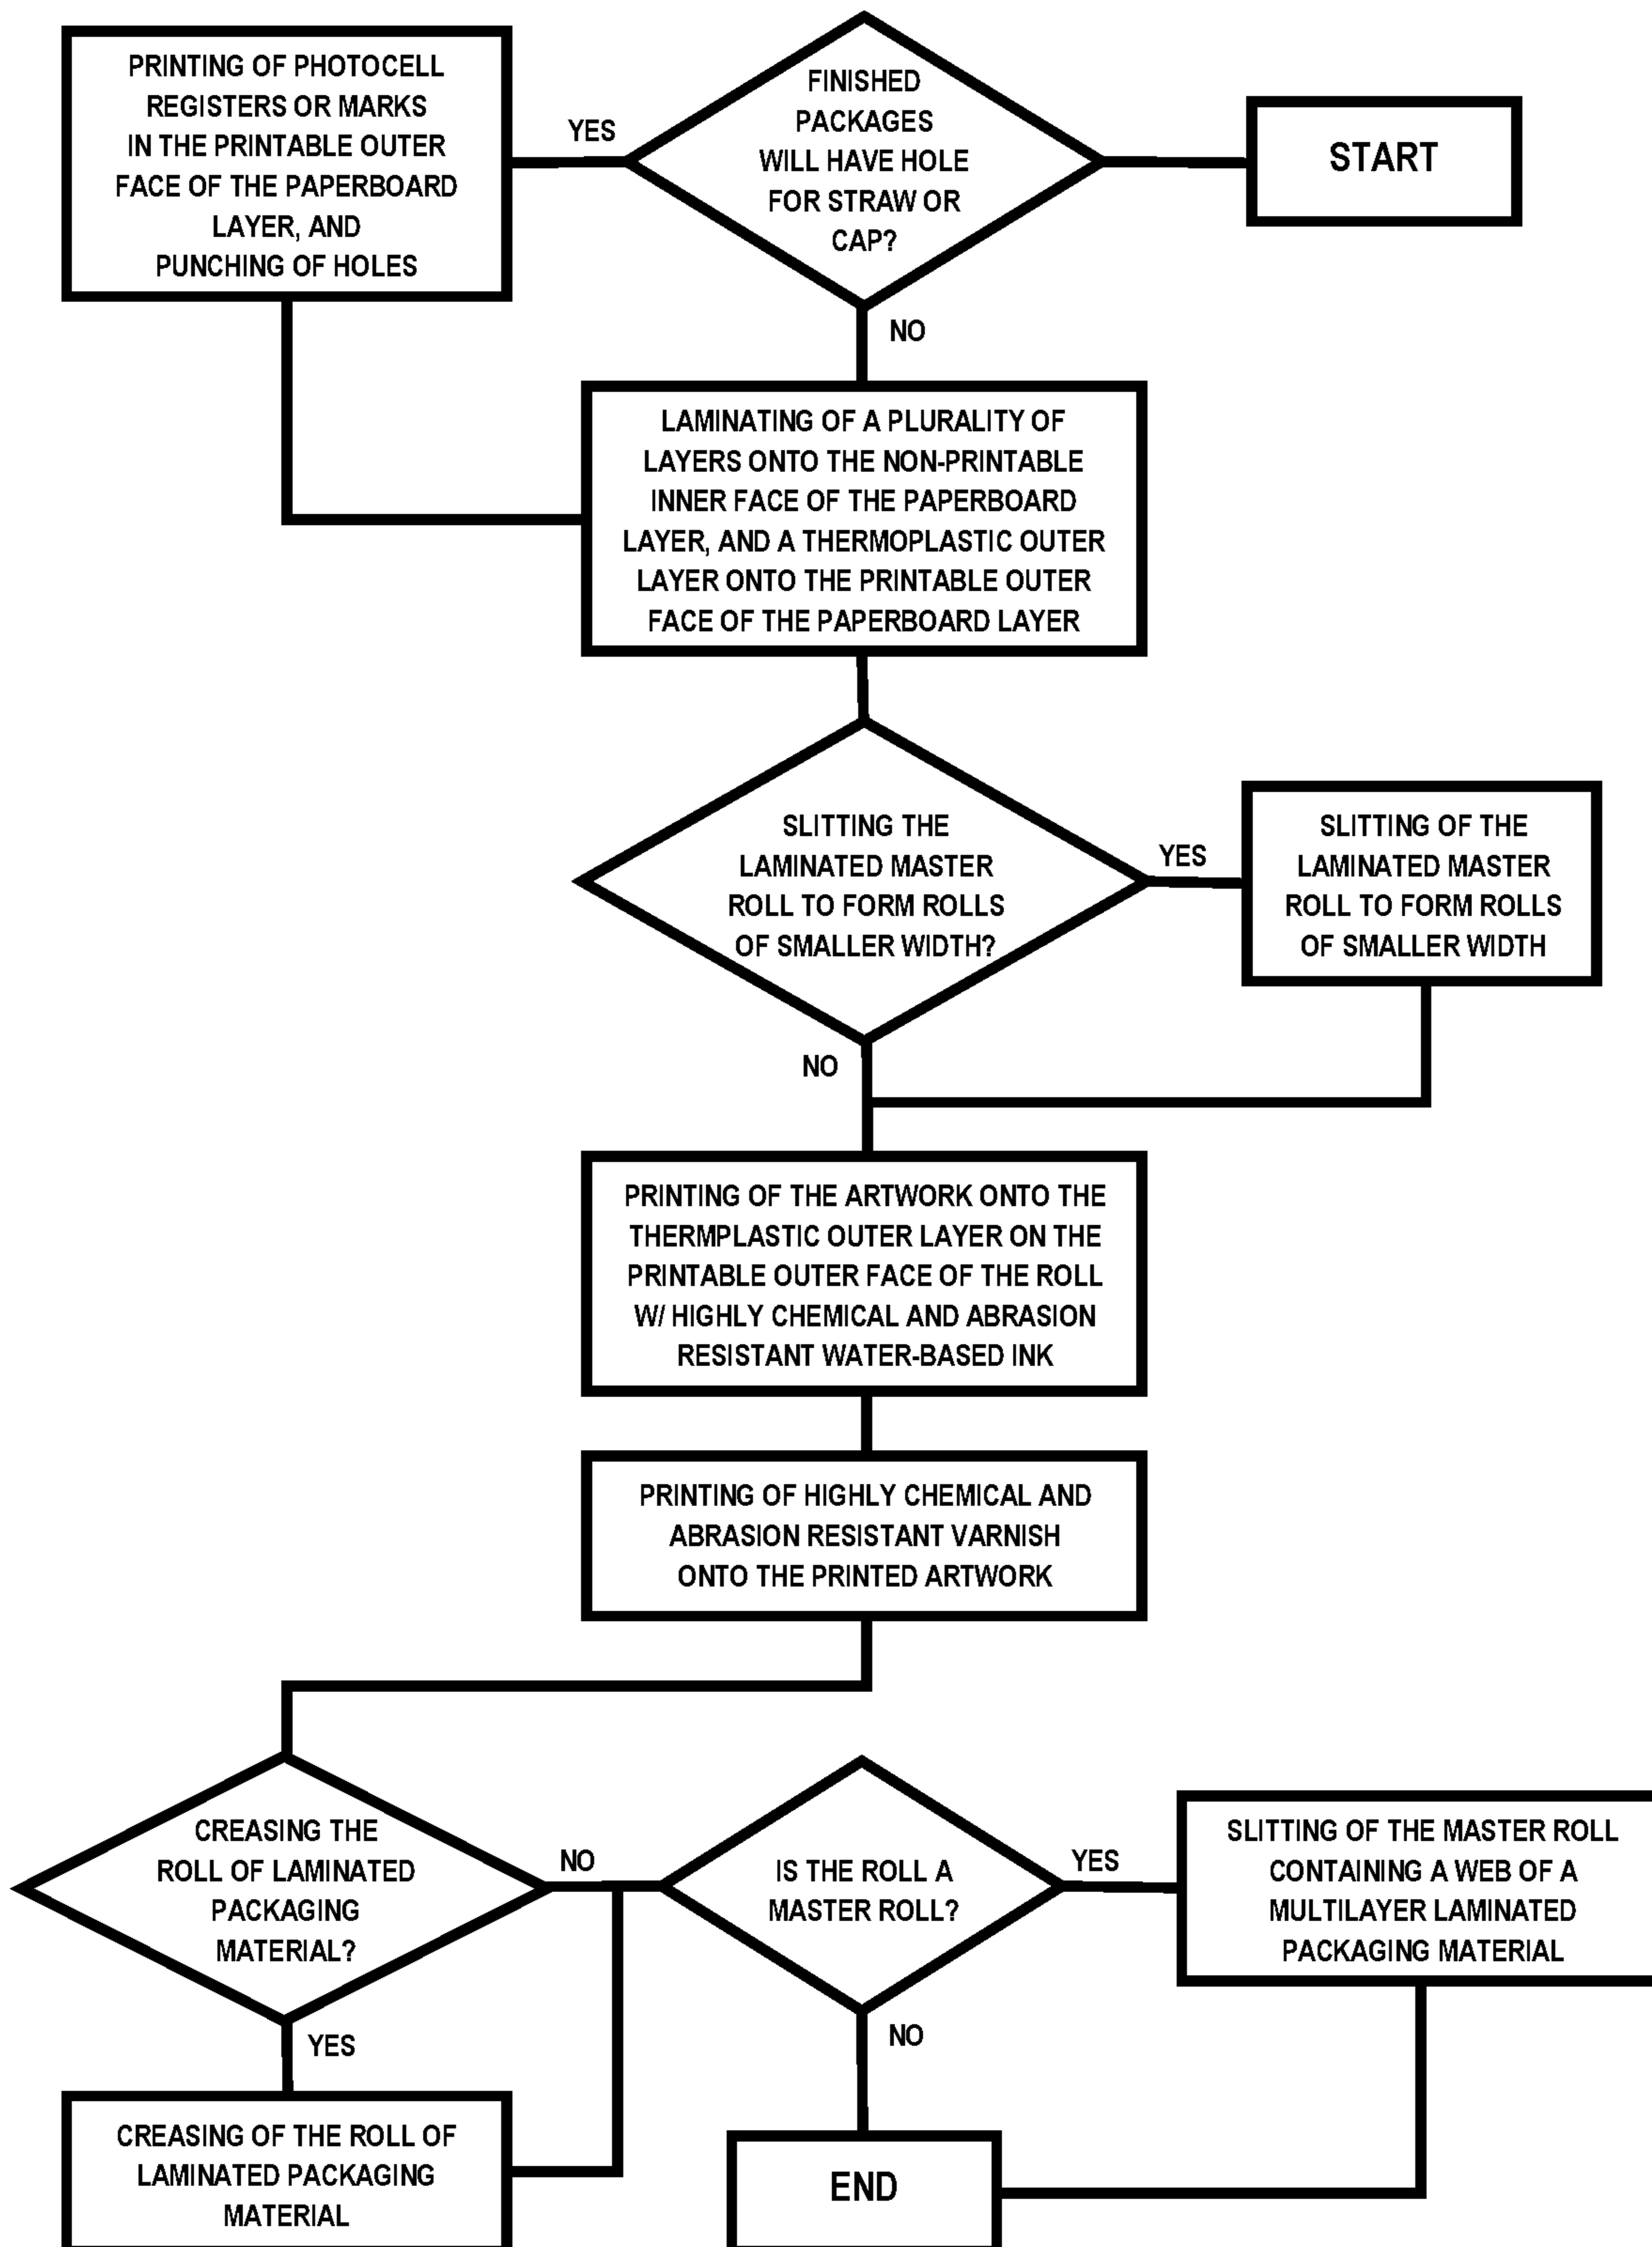 START
FINISHED
PACKAGES
WILL HAVE HOLE
FOR STRAW OR
CAP?
YES
PRINTING OF PHOTOCELL
REGISTERS OR MARKS
IN THE PRINTABLE OUTER
FACE OF THE PAPERBOARD
LAYER, AND
PUNCHING OF HOLES
NO
LAMINATING OF A PLURALITY OF
LAYERS ONTO THE NON-PRINTABLE
INNER FACE OF THE PAPERBOARD
LAYER, AND A THERMOPLASTIC OUTER
LAYER ONTO THE PRINTABLE OUTER
FACE OF THE PAPERBOARD LAYER
SLITTING THE
LAMINATED MASTER
ROLL TO FORM ROLLS
OF SMALLER WIDTH?
YES
SLITTING OF THE
LAMINATED MASTER
ROLL TO FORM ROLLS
OF SMALLER WIDTH
NO
PRINTING OF THE ARTWORK ONTO THE
THERMPLASTIC OUTER LAYER ON THE
PRINTABLE OUTER FACE OF THE ROLL
W/ HIGHLY CHEMICAL AND ABRASION
RESISTANT WATER-BASED INK
PRINTING OF HIGHLY CHEMICAL AND
ABRASION RESISTANT VARNISH
ONTO THE PRINTED ARTWORK
CREASING THE
ROLL OF LAMINATED
PACKAGING
MATERIAL?
NO
YES
CREASING OF THE ROLL OF
LAMINATED PACKAGING
MATERIAL
IS THE ROLL A
MASTER ROLL?
YES
SLITTING OF THE MASTER ROLL
CONTAINING A WEB OF A
MULTILAYER LAMINATED
PACKAGING MATERIAL
NO
END